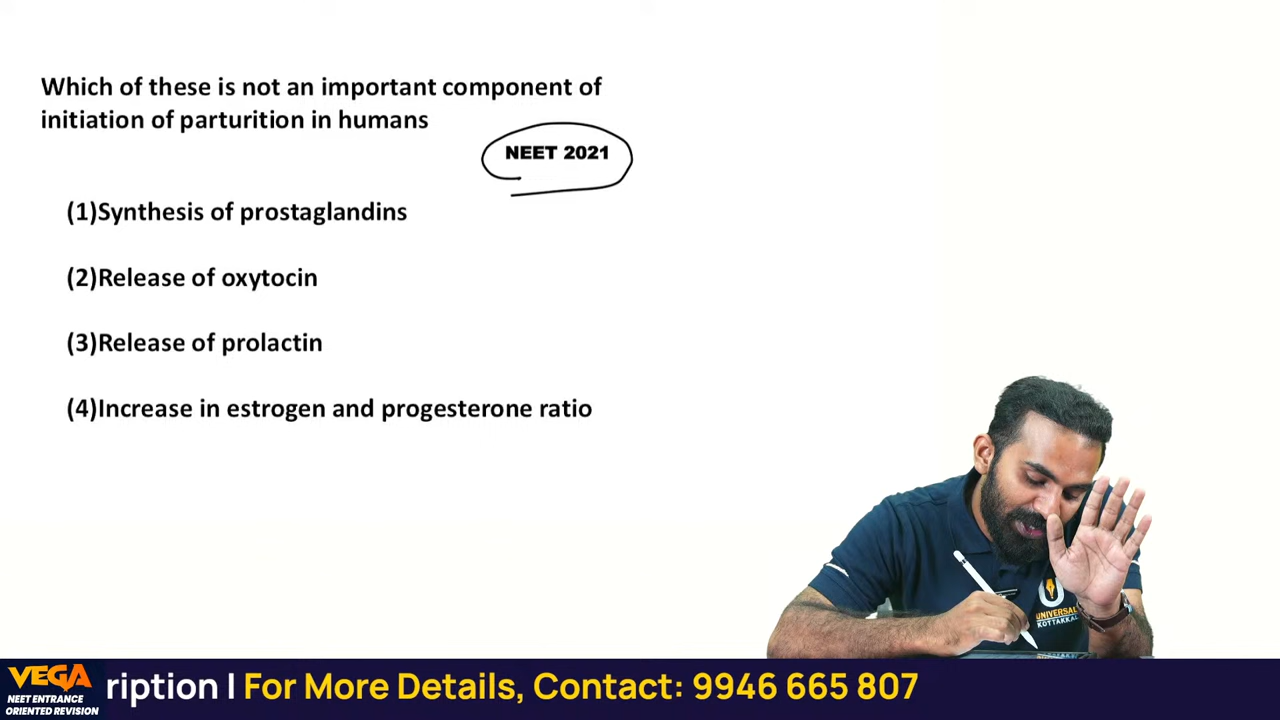 Which of these is not an important component of
initiation of parturition in humans
NEET 2021
(1)Synthesis of prostaglandins
(2)Release of oxytocin
(3)Release of prolactin
(4)Increase in estrogen and progesterone ratio
UNIVERSAL
KOTTAKKAL
VEGA
NEET ENTRANCE
ORIENTED REVISION
ription I For More Details, Contact: 9946 665 807